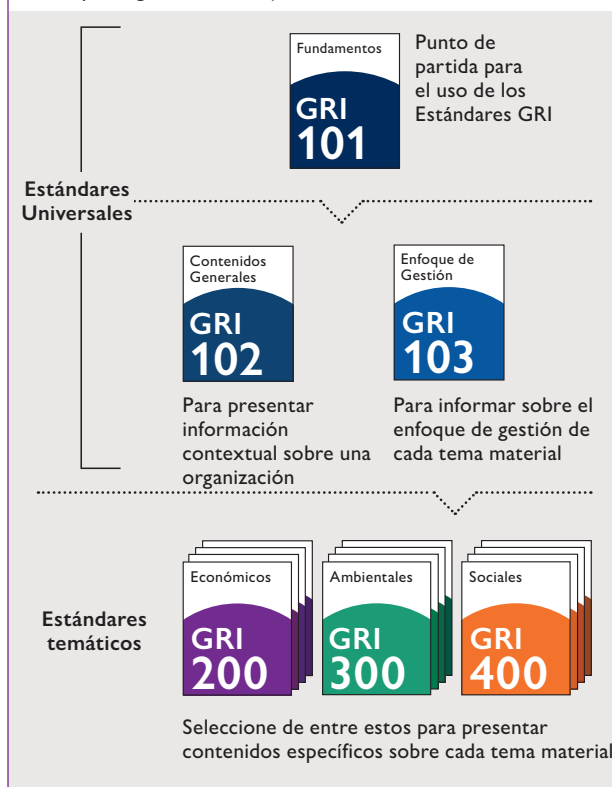 Fundamentos
GRI
101
Punto de
partida para
el uso de los
Estándares GRI
Estándares
Universales
Contenidos
Generales
GRI
102
Enfoque de
Gestión
GRI
103
Para presentar
información
contextual sobre una
organización
Para informar sobre el
enfoque de gestión de
cada tema material
Estándares
temáticos
Económicos
GRI
200
Ambientales
GRI
300
Sociales
GRI
400
Seleccione de entre estos para presentar
contenidos específicos sobre cada tema material